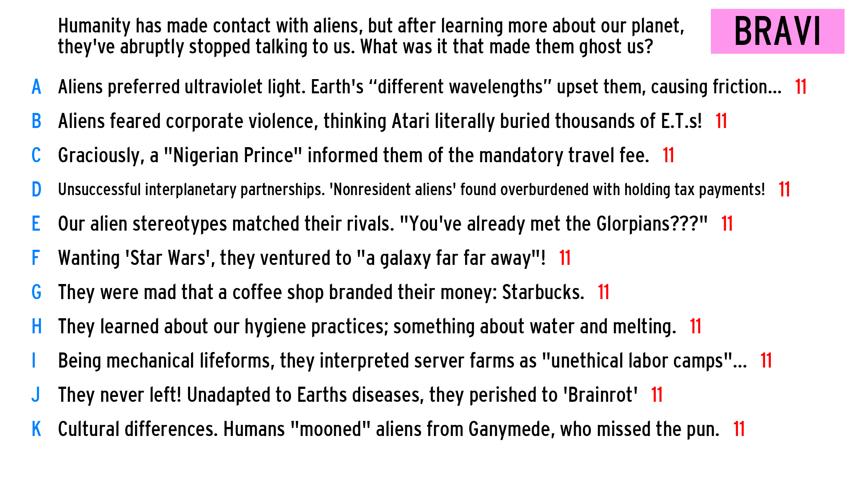 Humanity has made contact with aliens, but after learning more about our planet,
they've abruptly stopped talking to us. What was it that made them ghost us?
BRAVI
A Aliens preferred ultraviolet light. Earth's “different wavelengths” upset them, causing friction... 11
B Aliens feared corporate violence, thinking Atari literally buried thousands of E.T.s! 11
C Graciously, a "Nigerian Prince" informed them of the mandatory travel fee. 11
D Unsuccessful interplanetary partnerships. 'Nonresident aliens' found overburdened with holding tax payments! 11
E Our alien stereotypes matched their rivals. "You've already met the Glorpians???" 11
F Wanting 'Star Wars', they ventured to "a galaxy far far away"! 11
G They were mad that a coffee shop branded their money: Starbucks. 11
H They learned about our hygiene practices; something about water and melting. 11
I Being mechanical lifeforms, they interpreted server farms as "unethical labor camps"... 11
J They never left! Unadapted to Earths diseases, they perished to 'Brainrot' 11
K Cultural differences. Humans "mooned" aliens from Ganymede, who missed the pun. 11